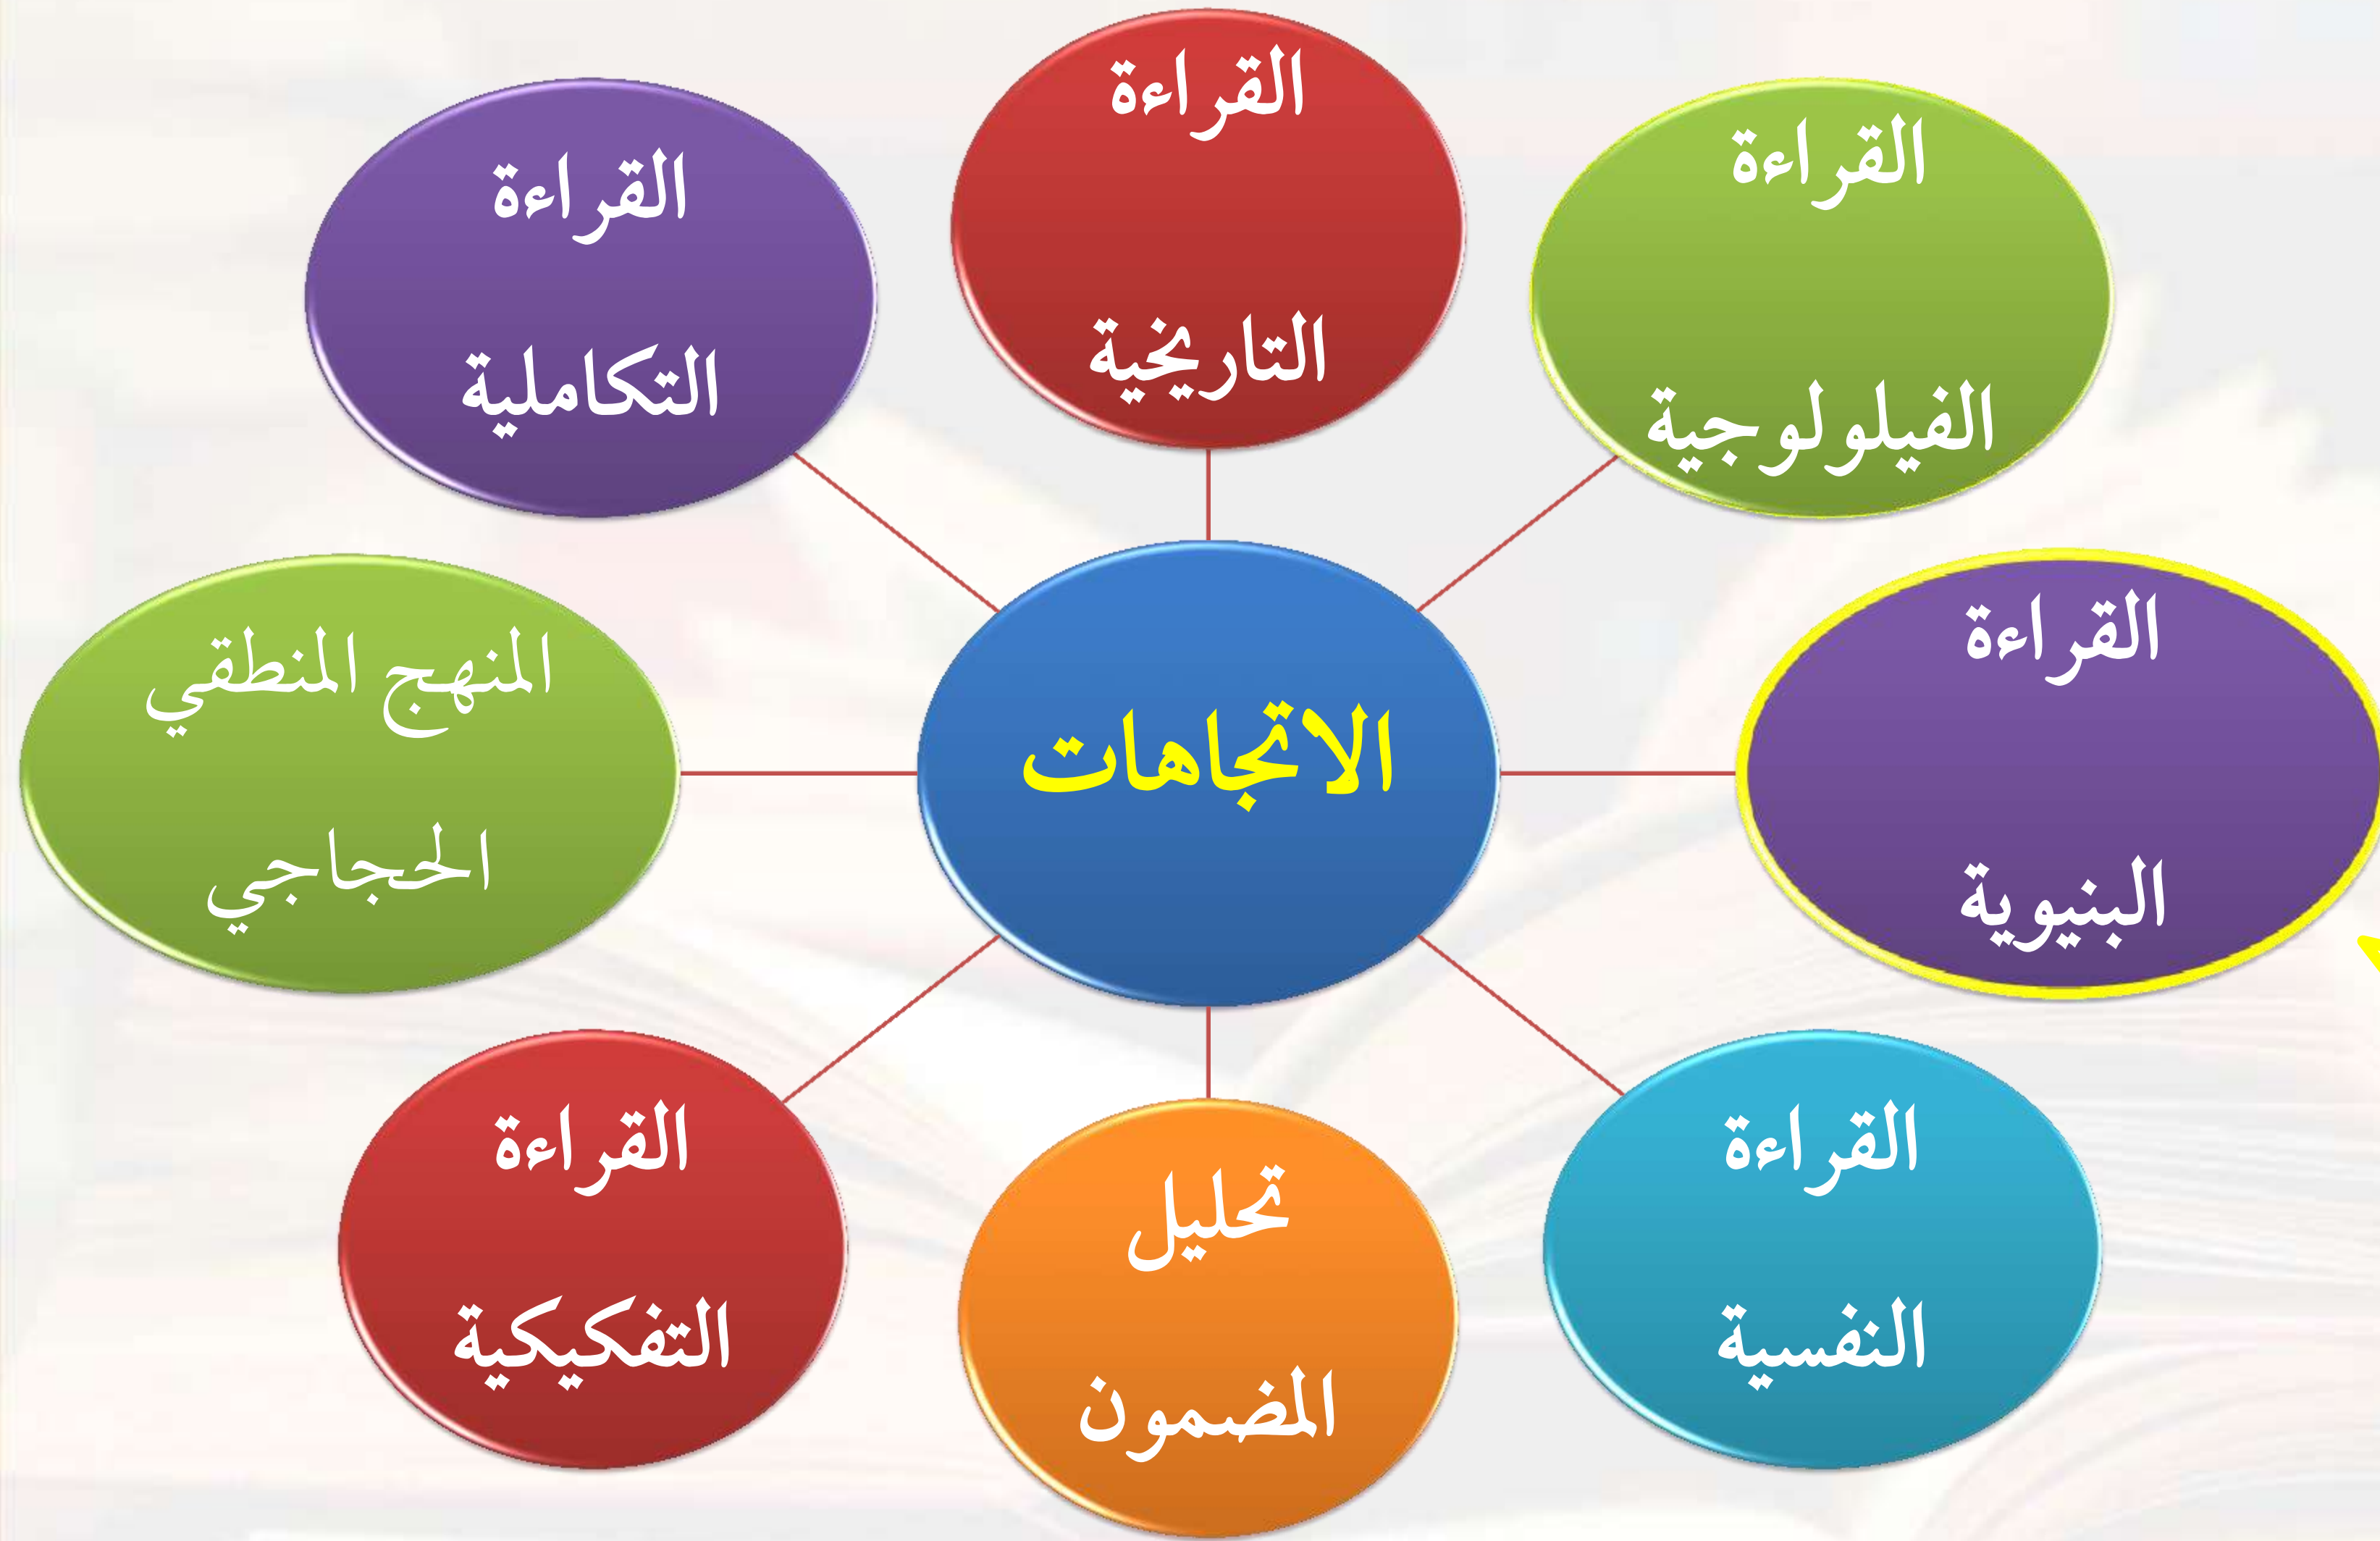 القراءة
التاريخية
القراءة
الفيلولوجية
القراءة
البنيوية
القراءة
النفسية
تحليل
المضمون
القراءة
التفكيكية
المنهج المنطقي
الحجاجي
القراءة
التكاملية
الاتجاهات